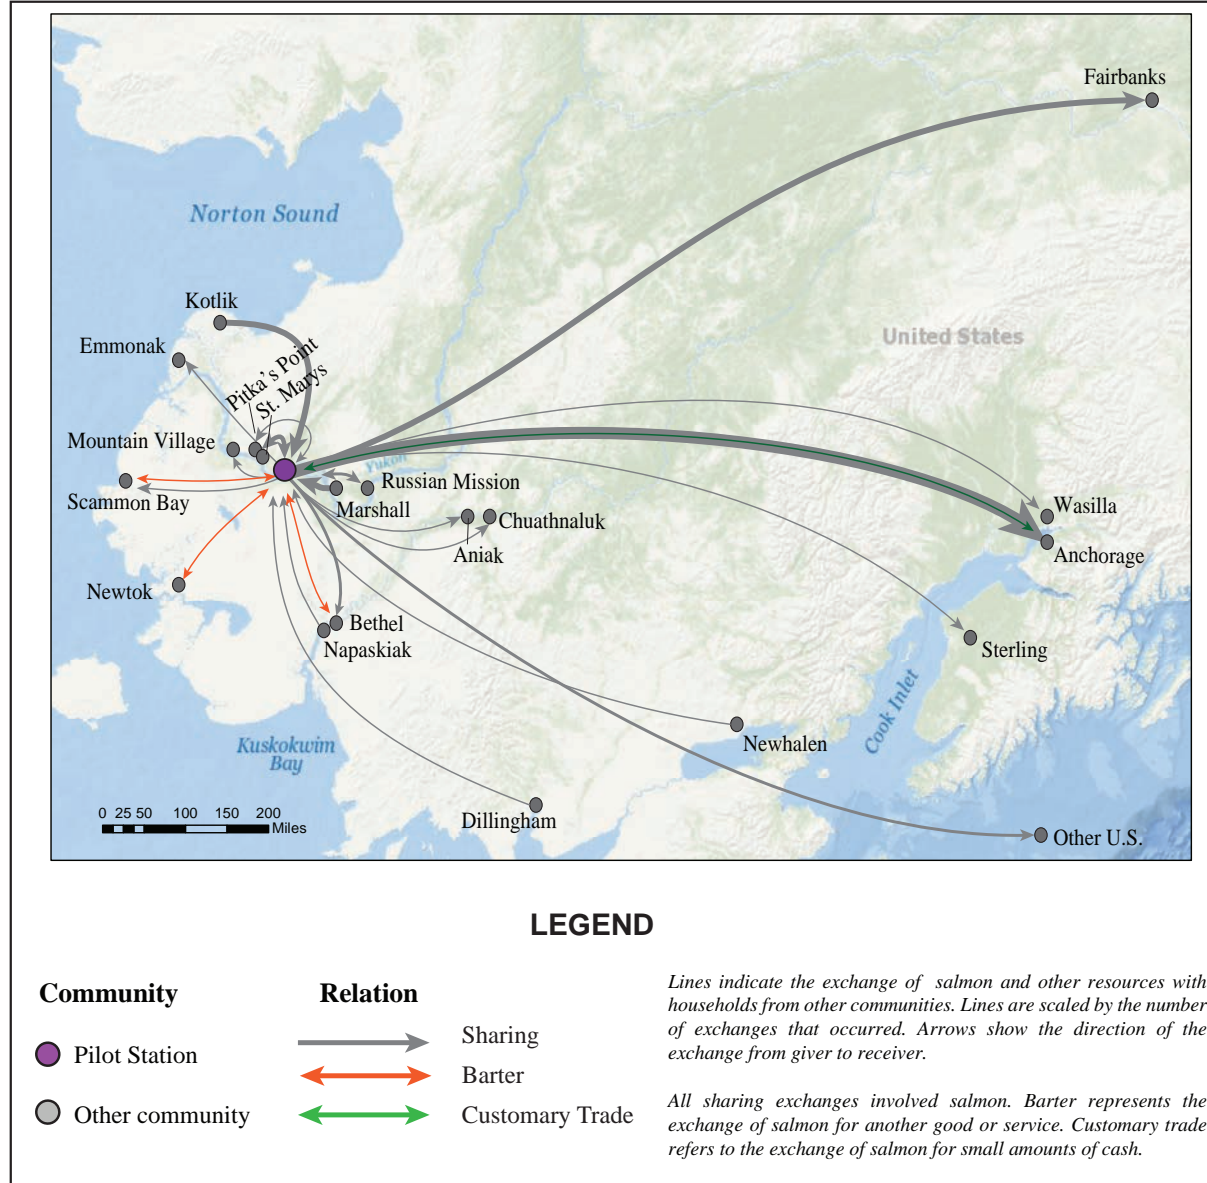 Fairbanks
Norton Sound
Kotlik
United States
Emmonak
Pitka's Point
St. Marys
Mountain Village
Yukon
Russian Mission
Scammon Bay
Marshall
Wasilla
Chuathnaluk
Aniak
Anchorage
Newtok
Bethel
Napaskiak
Sterling
Cook Inlet
Newhalen
Kuskokwim
Bay
0 25 50 100 150 200
Miles
Dillingham
Other U.S.
LEGEND
Community
Pilot Station
Other community
Relation
Sharing
Barter
Customary Trade
Lines indicate the exchange of salmon and other resources with
households from other communities. Lines are scaled by the number
of exchanges that occurred. Arrows show the direction of the
exchange from giver to receiver.
All sharing exchanges involved salmon. Barter represents the
exchange of salmon for another good or service. Customary trade
refers to the exchange of salmon for small amounts of cash.